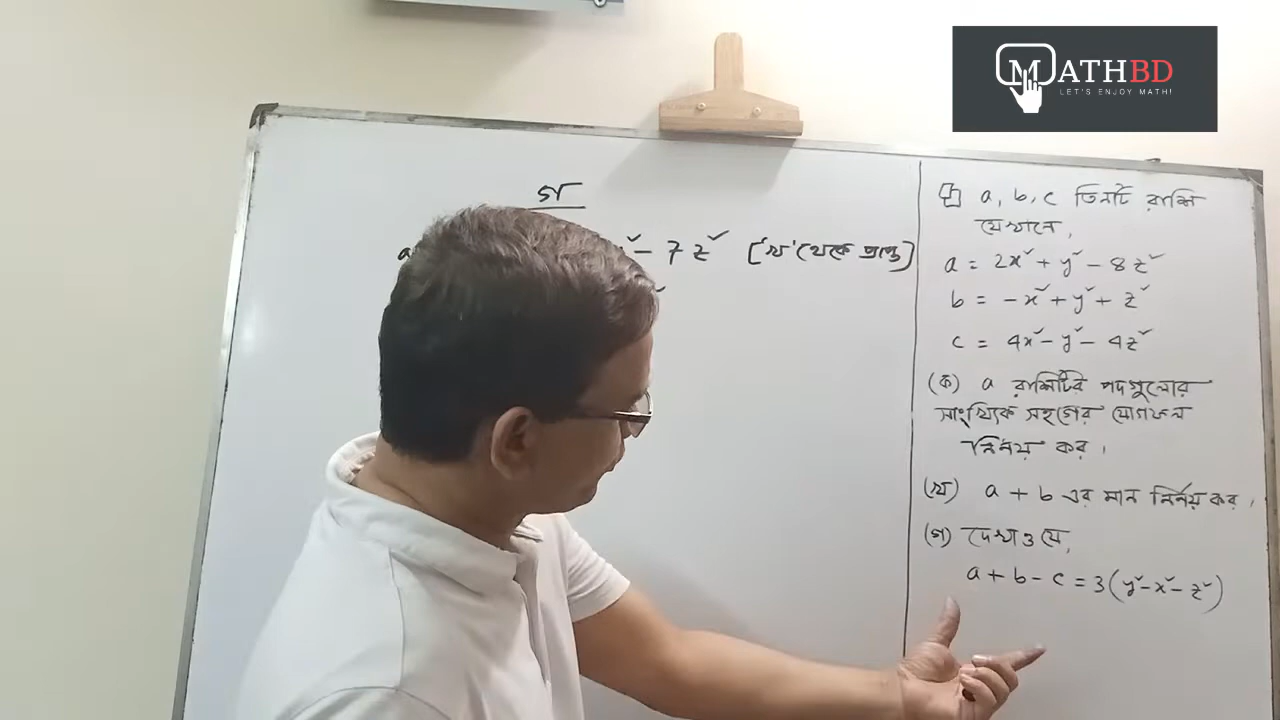 MATHBD
LET'S ENJOY MATH!
গ
a² - 7z² ['খ' থেকে প্রাপ্ত]
a, b, c তিনটি রাশি
যেখানে,
a = 2x² + y² - 8z²
b = -x² + y² + z²
c = 4x² - y² - 4z²
(ক) a রাশিটির পদগুলোর
সাংখ্যিক সহগের যোগফল
নির্ণয় কর।
(খ) a + b এর মান নির্ণয় কর।
(গ) দেখাও যে,
a + b - c = 3(y² - x² - z²)